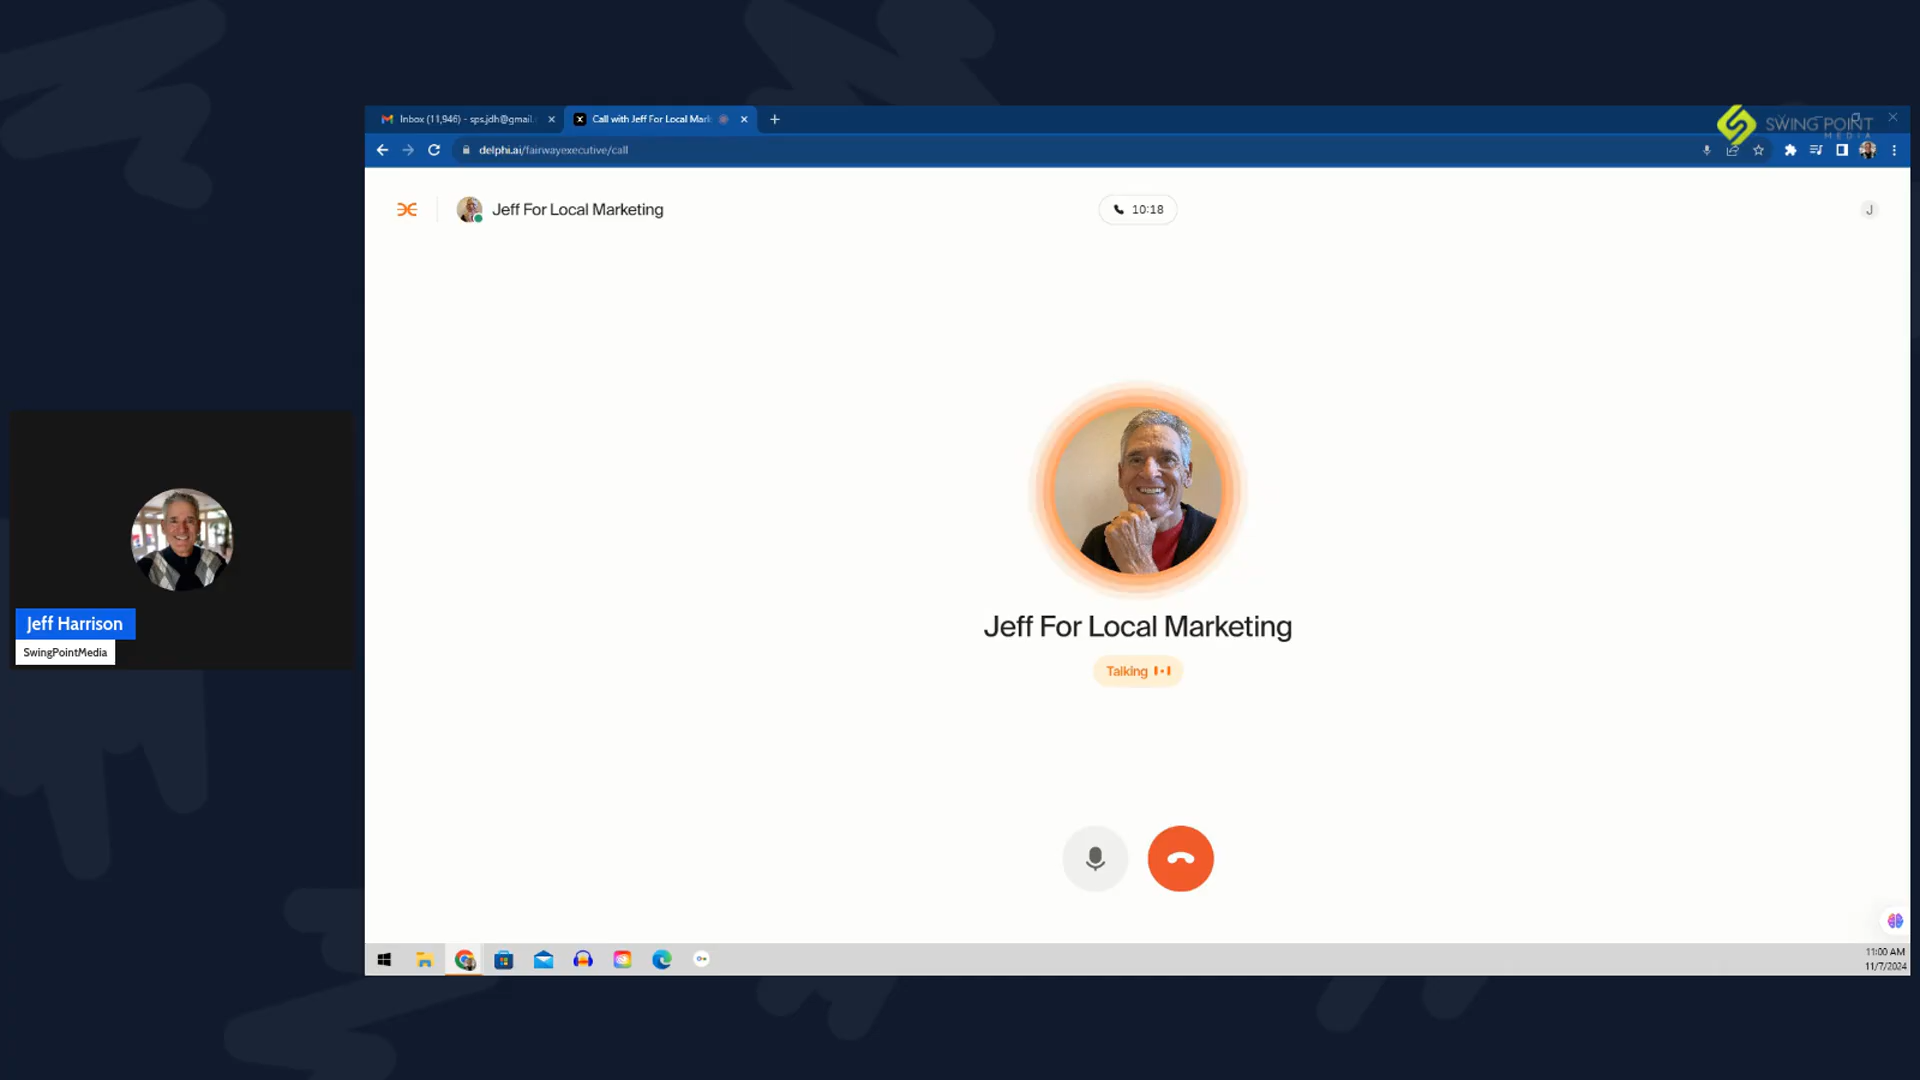 Inbox (11,946) - sps.jdh@gmail.
Call with Jeff For Local Mark
SWING POINT
MEDIA
delphi.ai/fairwayexecutive/call
Jeff For Local Marketing
10:18
J
Jeff For Local Marketing
Talking
Jeff Harrison
SwingPointMedia
11:00 AM
11/7/2024